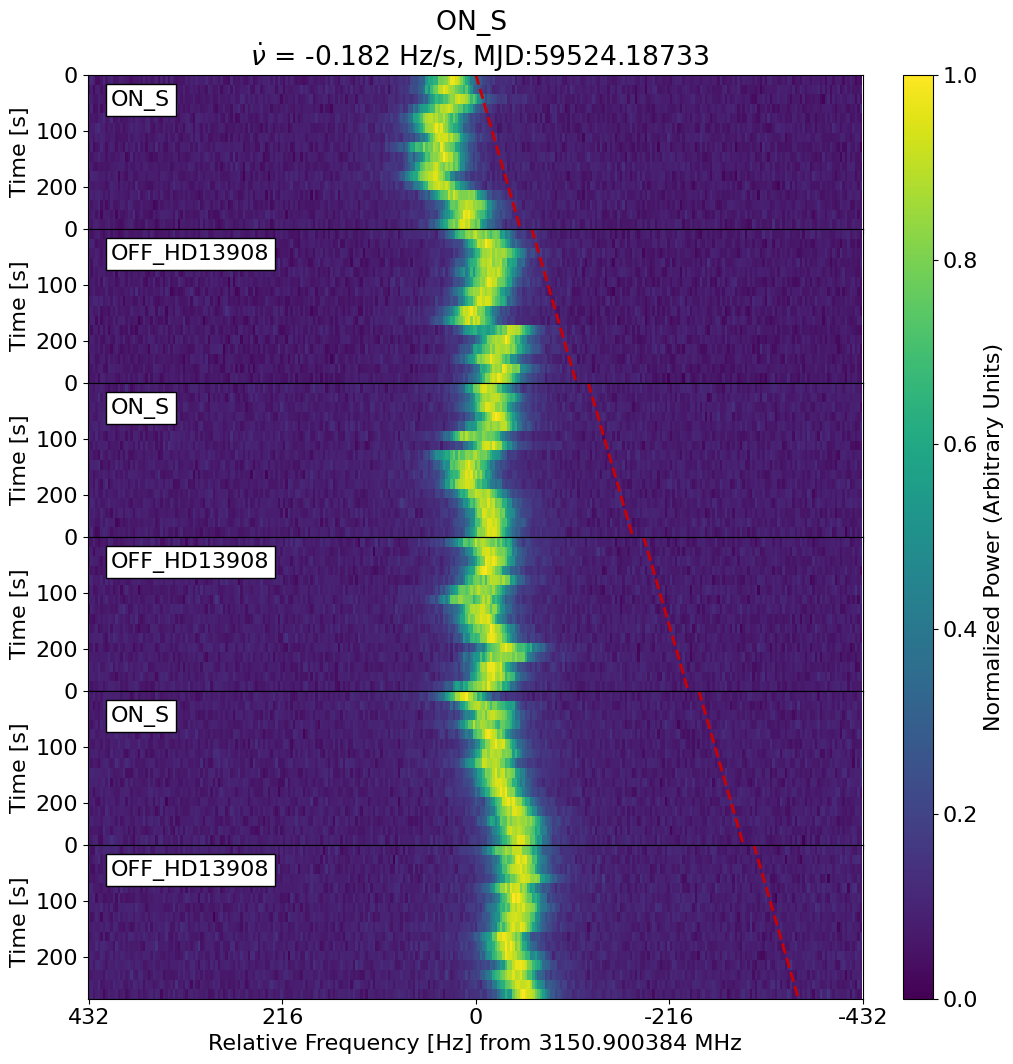 ON_S
ν̇ = -0.182 Hz/s, MJD:59524.18733
ON_S
OFF_HD13908
ON_S
OFF_HD13908
ON_S
OFF_HD13908
Time [s]
Time [s]
Time [s]
Time [s]
Time [s]
Time [s]
0
100
200
0
100
200
0
100
200
0
100
200
0
100
200
0
100
200
432
216
0
-216
-432
Relative Frequency [Hz] from 3150.900384 MHz
1.0
0.8
0.6
0.4
0.2
0.0
Normalized Power (Arbitrary Units)